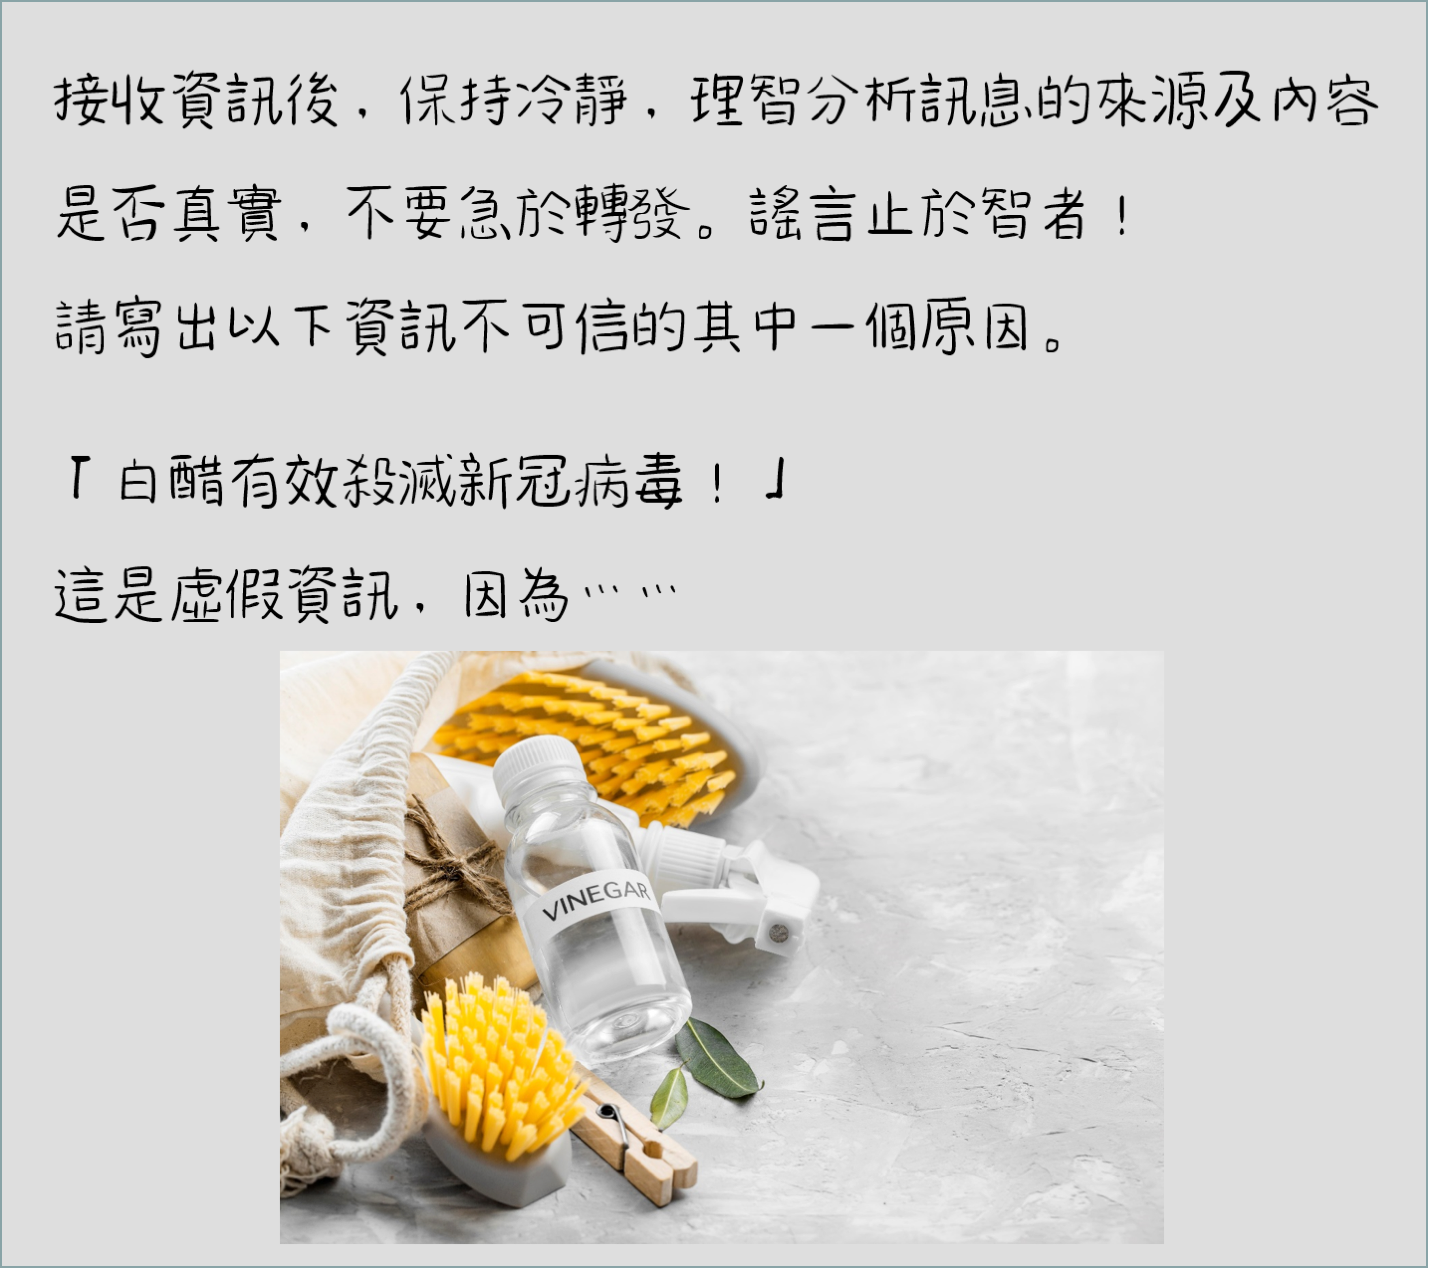 接收資訊後，保持冷靜，理智分析訊息的來源及內容
是否真實，不要急於轉發。謠言止於智者！
請寫出以下資訊不可信的其中一個原因。
「白醋有效殺滅新冠病毒！」
這是虛假資訊，因為……
VINEGAR